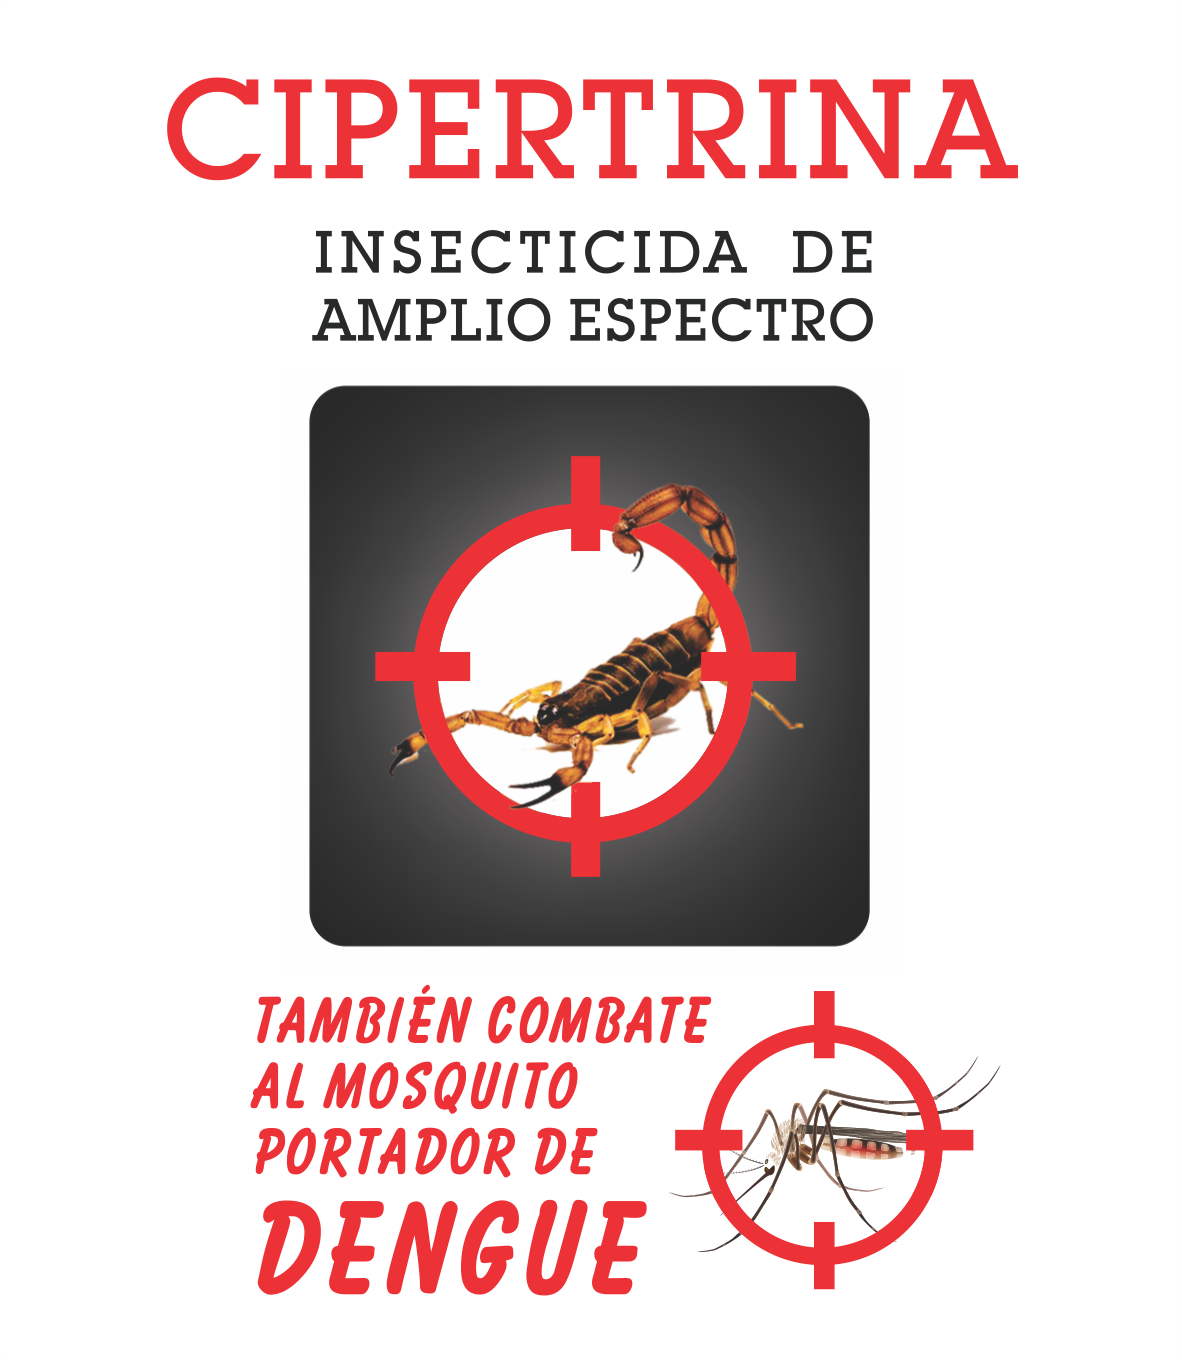 CIPERTRINA
INSECTICIDA DE
AMPLIO ESPECTRO
TAMBIÉN COMBATE
AL MOSQUITO
PORTADOR DE
DENGUE